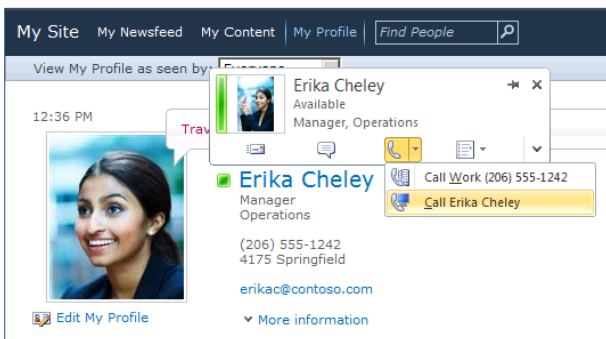 My Site My Newsfeed My Content My Profile Find People
View My Profile as seen by: Everyone
Erika Cheley
Available
Manager, Operations
12:36 PM
Trav
Call Work (206) 555-1242
Call Erika Cheley
Erika Cheley
Manager
Operations
(206) 555-1242
4175 Springfield
erikac@contoso.com
Edit My Profile
More information